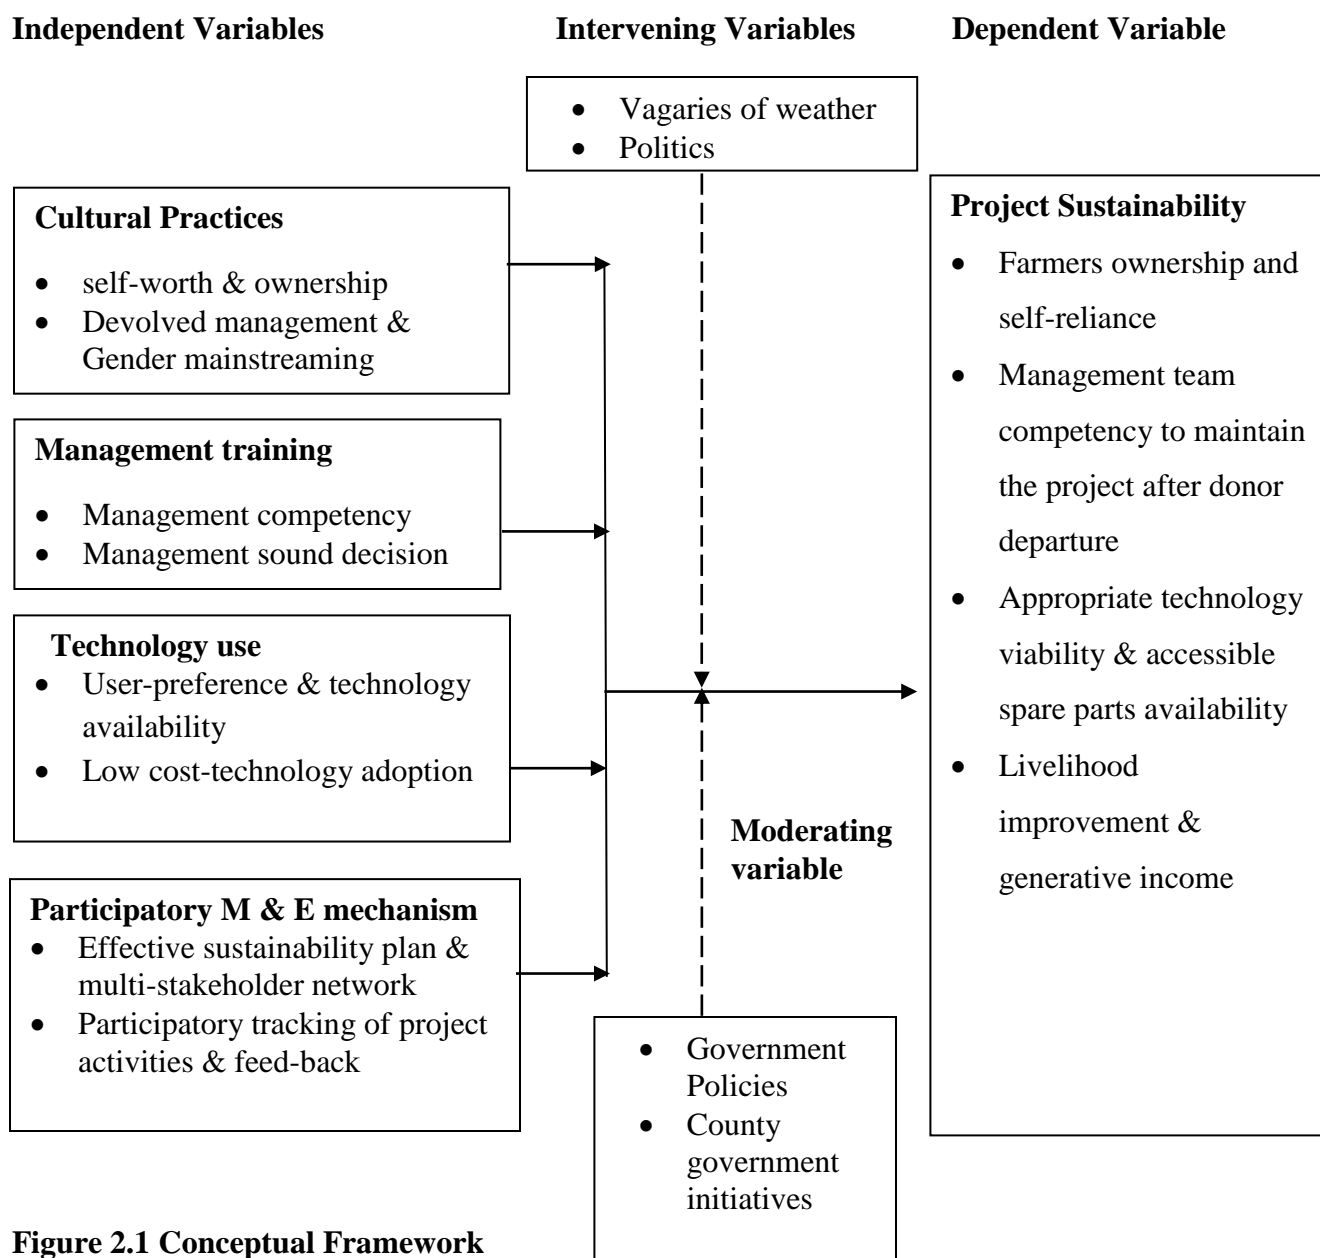 Independent Variables
Intervening Variables
Dependent Variable
• Vagaries of weather
• Politics
Cultural Practices
• self-worth & ownership
• Devolved management &
Gender mainstreaming
Management training
• Management competency
• Management sound decision
Technology use
• User-preference & technology
availability
• Low cost-technology adoption
Participatory M & E mechanism
• Effective sustainability plan &
multi-stakeholder network
• Participatory tracking of project
activities & feed-back
Moderating
variable
• Government
Policies
• County
government
initiatives
Project Sustainability
• Farmers ownership and
self-reliance
• Management team
competency to maintain
the project after donor
departure
• Appropriate technology
viability & accessible
spare parts availability
• Livelihood
improvement &
generative income
Figure 2.1 Conceptual Framework